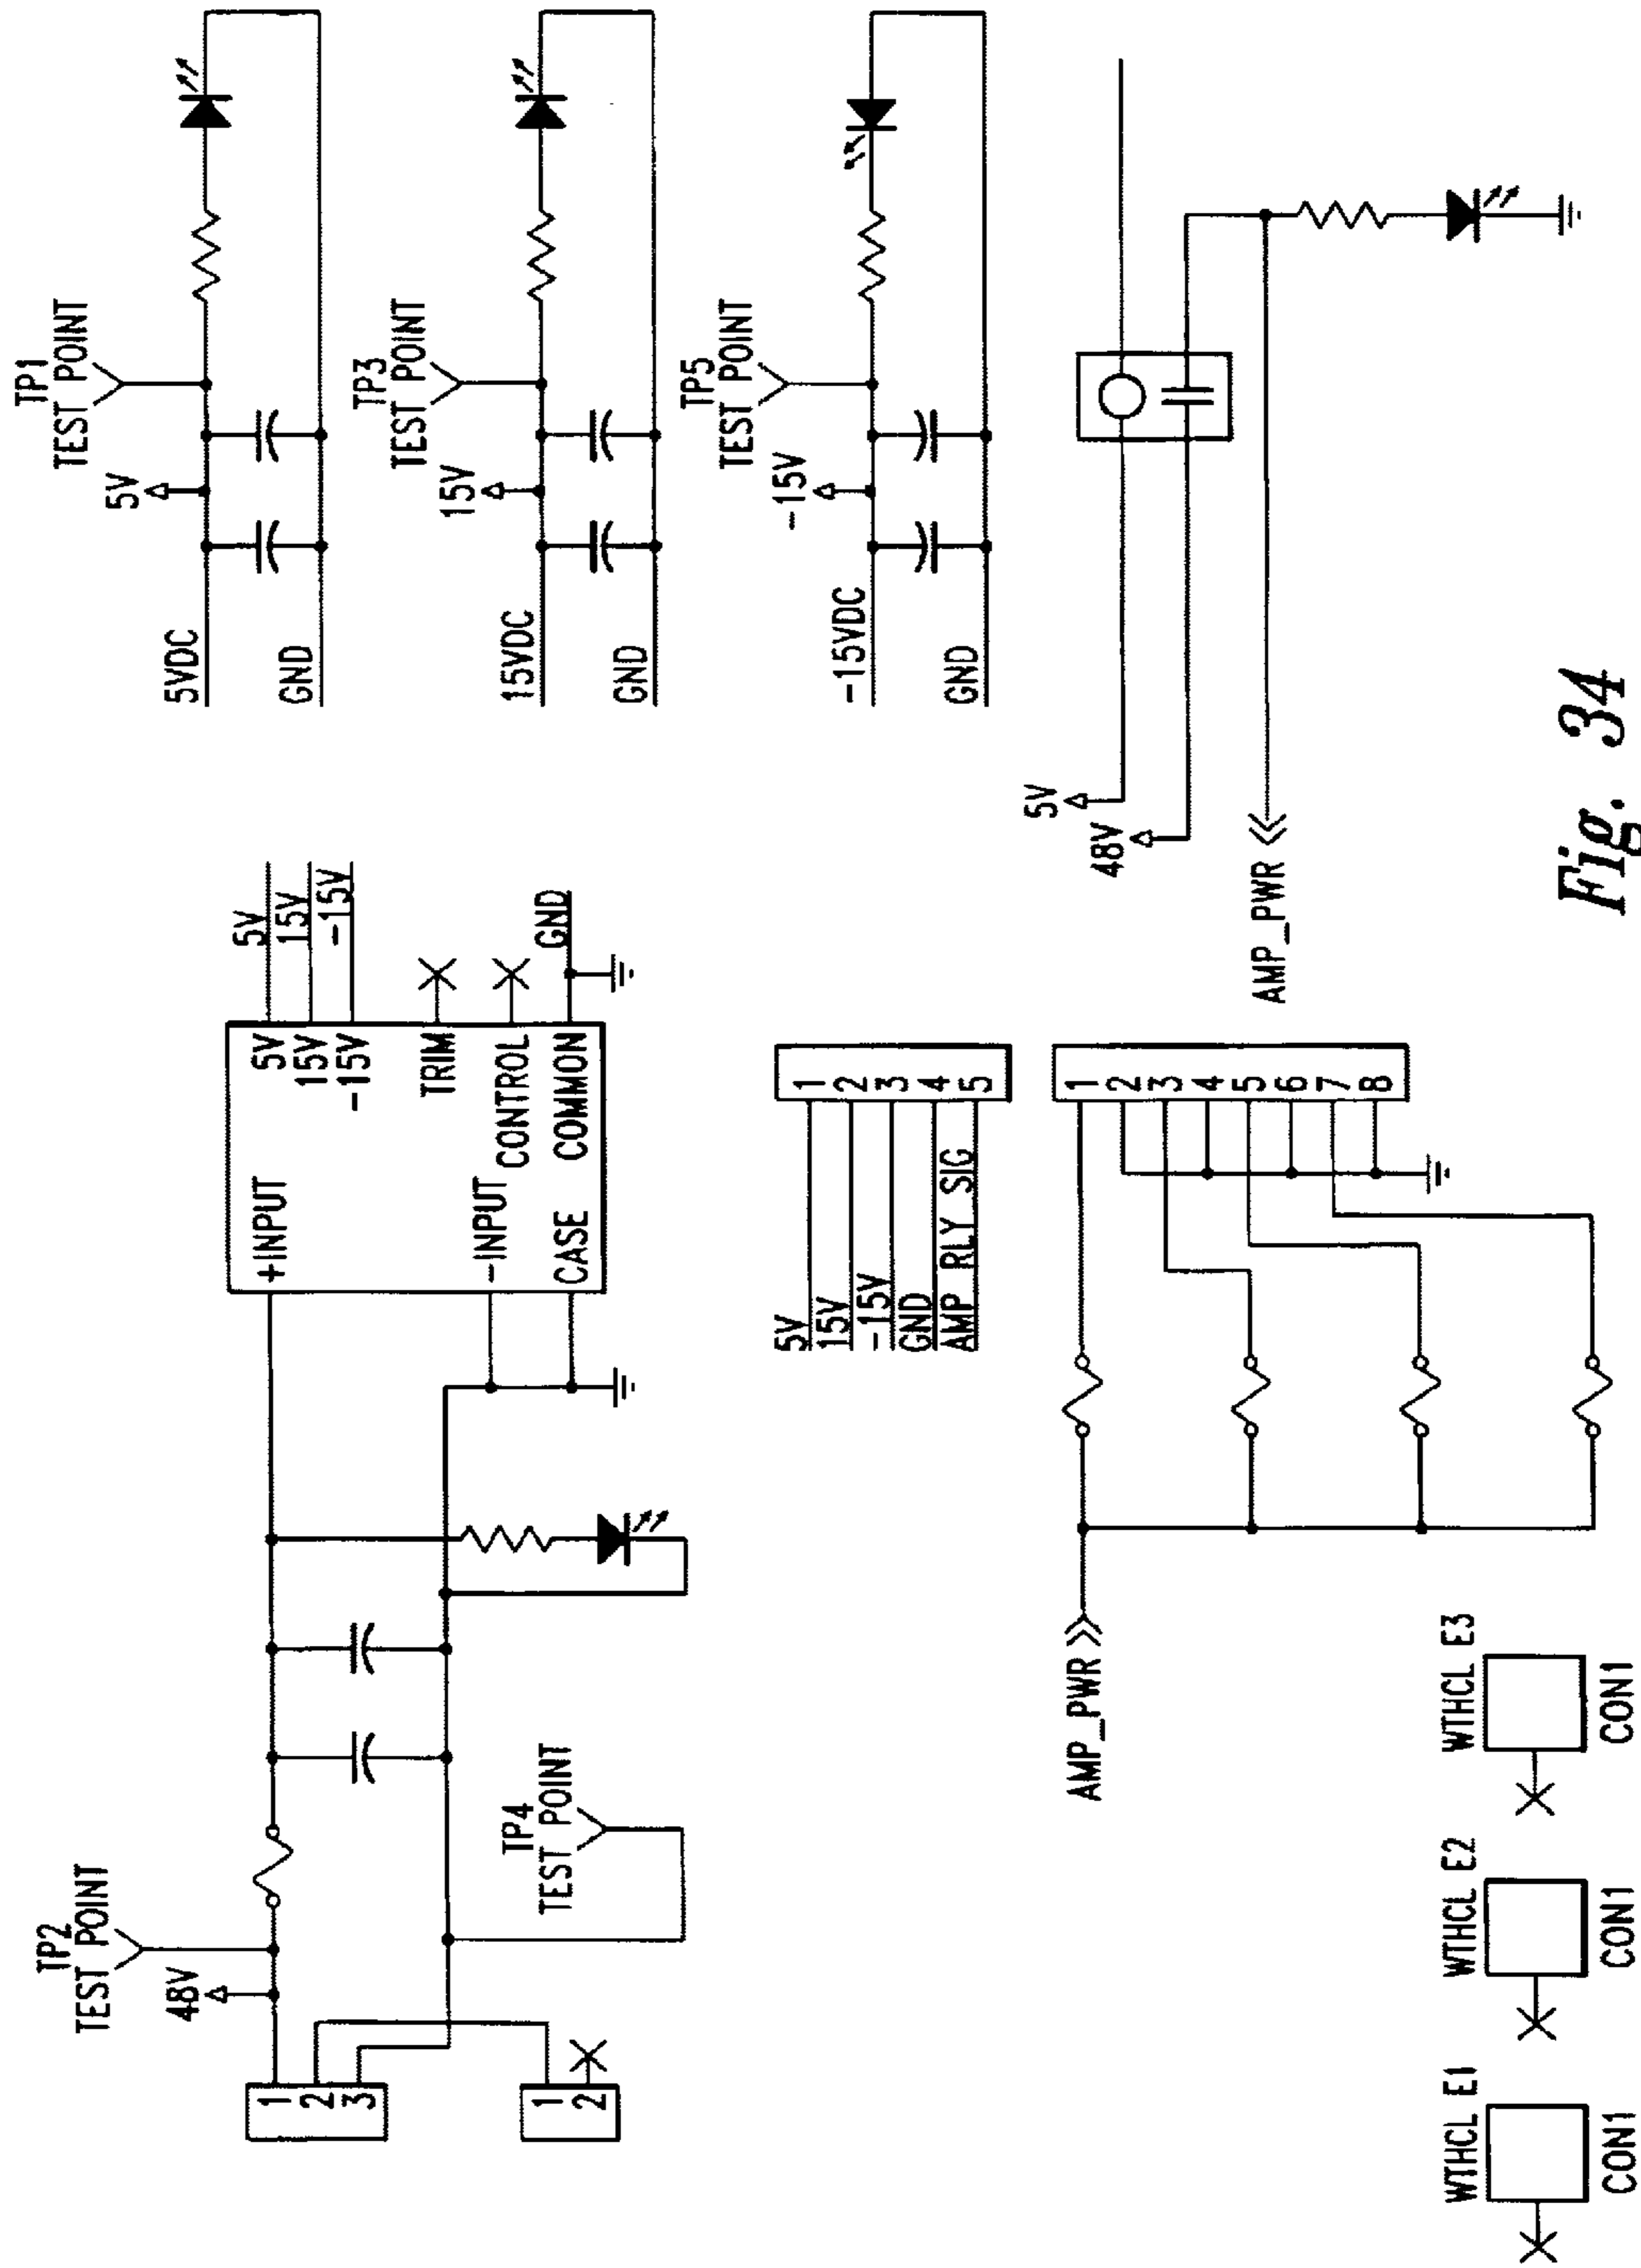 TP2
TEST POINT
48V
1
2
3
1
2
TP4
TEST POINT
+INPUT
-INPUT
CASE
5V
15V
-15V
TRIM
CONTROL
COMMON
5V
15V
-15V
GND
TP1
TEST POINT
5V
5VDC
GND
TP3
TEST POINT
15V
15VDC
GND
TP5
TEST POINT
-15V
-15VDC
GND
5V
15V
-15V
GND
AMP RLY SIG
1
2
3
4
5
AMP_PWR
1
2
3
4
5
6
7
8
5V
48V
AMP_PWR
WTHCL E1
CON1
WTHCL E2
CON1
WTHCL E3
CON1
Fig. 34